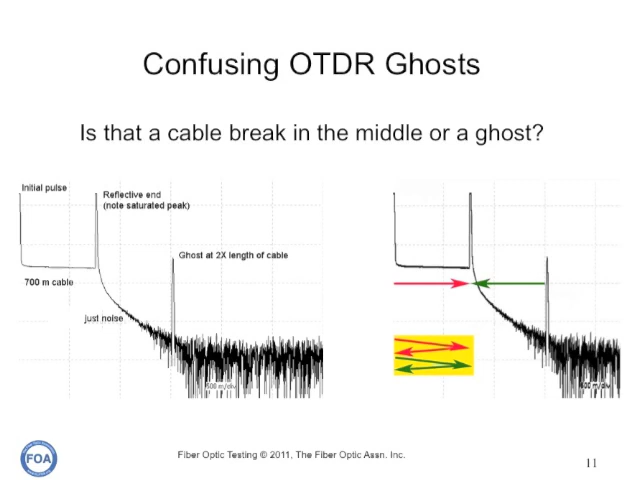 Confusing OTDR Ghosts
Is that a cable break in the middle or a ghost?
Initial pulse
Reflective end
(note saturated peak)
Ghost at 2X length of cable
700 m cable
just noise
m/div
m/div
FOA
Fiber Optic Testing © 2011, The Fiber Optic Assn. Inc.
11